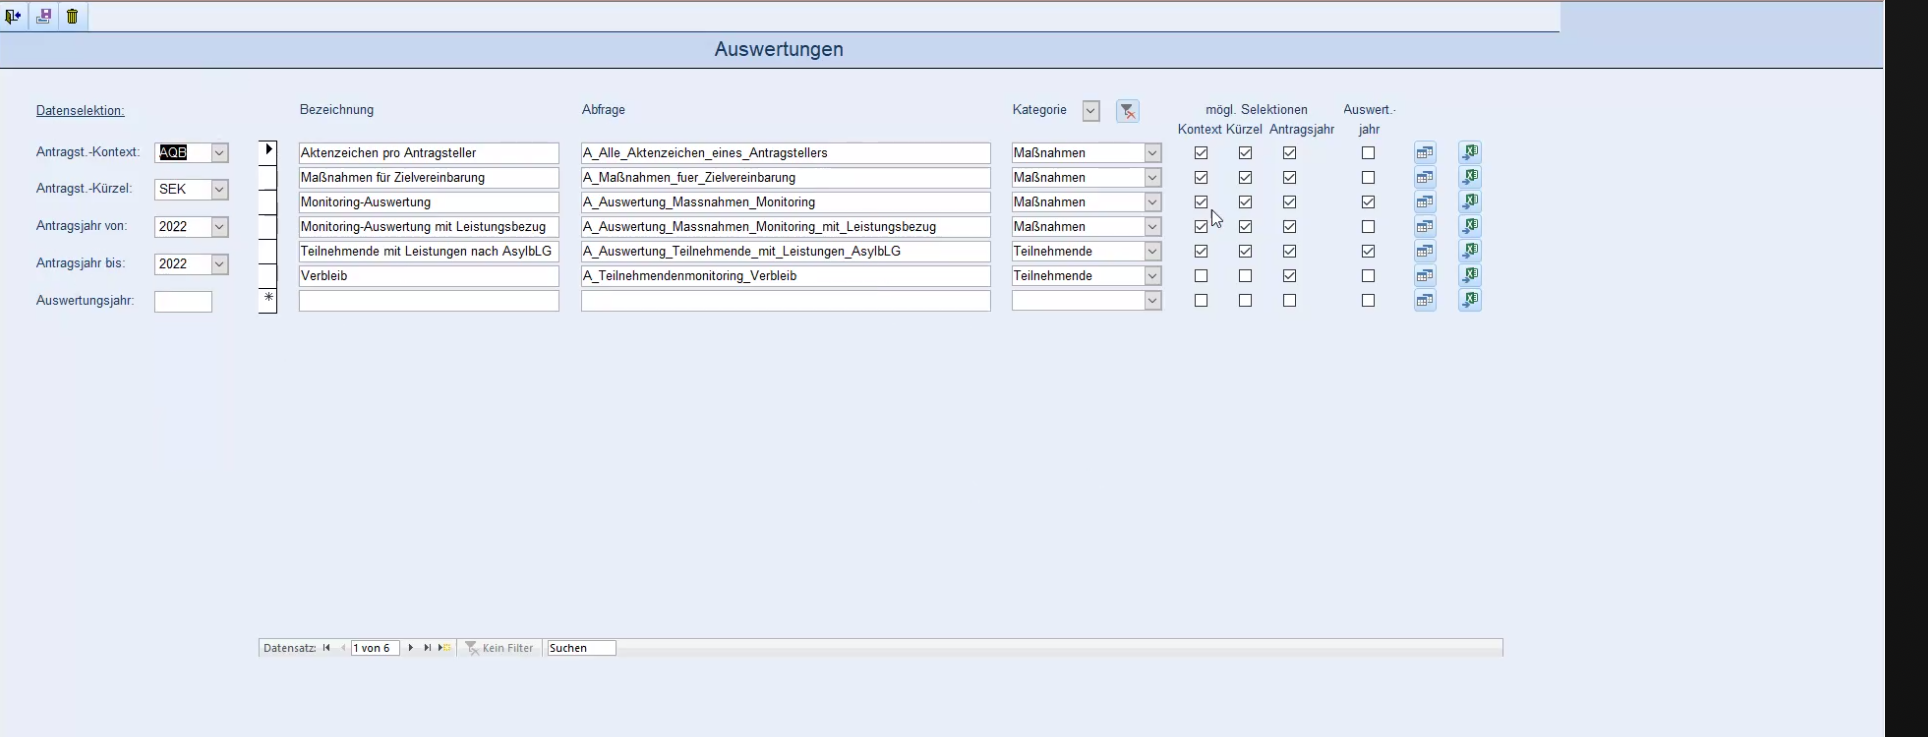 Auswertungen
Datenselektion: Bezeichnung Abfrage Kategorie mögl. Selektionen Auswert.-
Kontext Kürzel Antragsjahr jahr
Antragst.-Kontext: AQB Aktenzeichen pro Antragsteller A_Alle_Aktenzeichen_eines_Antragstellers Maßnahmen
Maßnahmen für Zielvereinbarung A_Maßnahmen_fuer_Zielvereinbarung Maßnahmen
Antragst.-Kürzel: SEK
Monitoring-Auswertung A_Auswertung_Massnahmen_Monitoring Maßnahmen
Antragsjahr von: 2022 Monitoring-Auswertung mit Leistungsbezug A_Auswertung_Massnahmen_Monitoring_mit_Leistungsbezug Maßnahmen
Teilnehmende mit Leistungen nach AsylbLG A_Auswertung_Teilnehmende_mit_Leistungen_AsylbLG Teilnehmende
Antragsjahr bis: 2022
Verbleib A_Teilnehmendenmonitoring_Verbleib Teilnehmende
Auswertungsjahr:
Datensatz: 1 von 6 Kein Filter Suchen